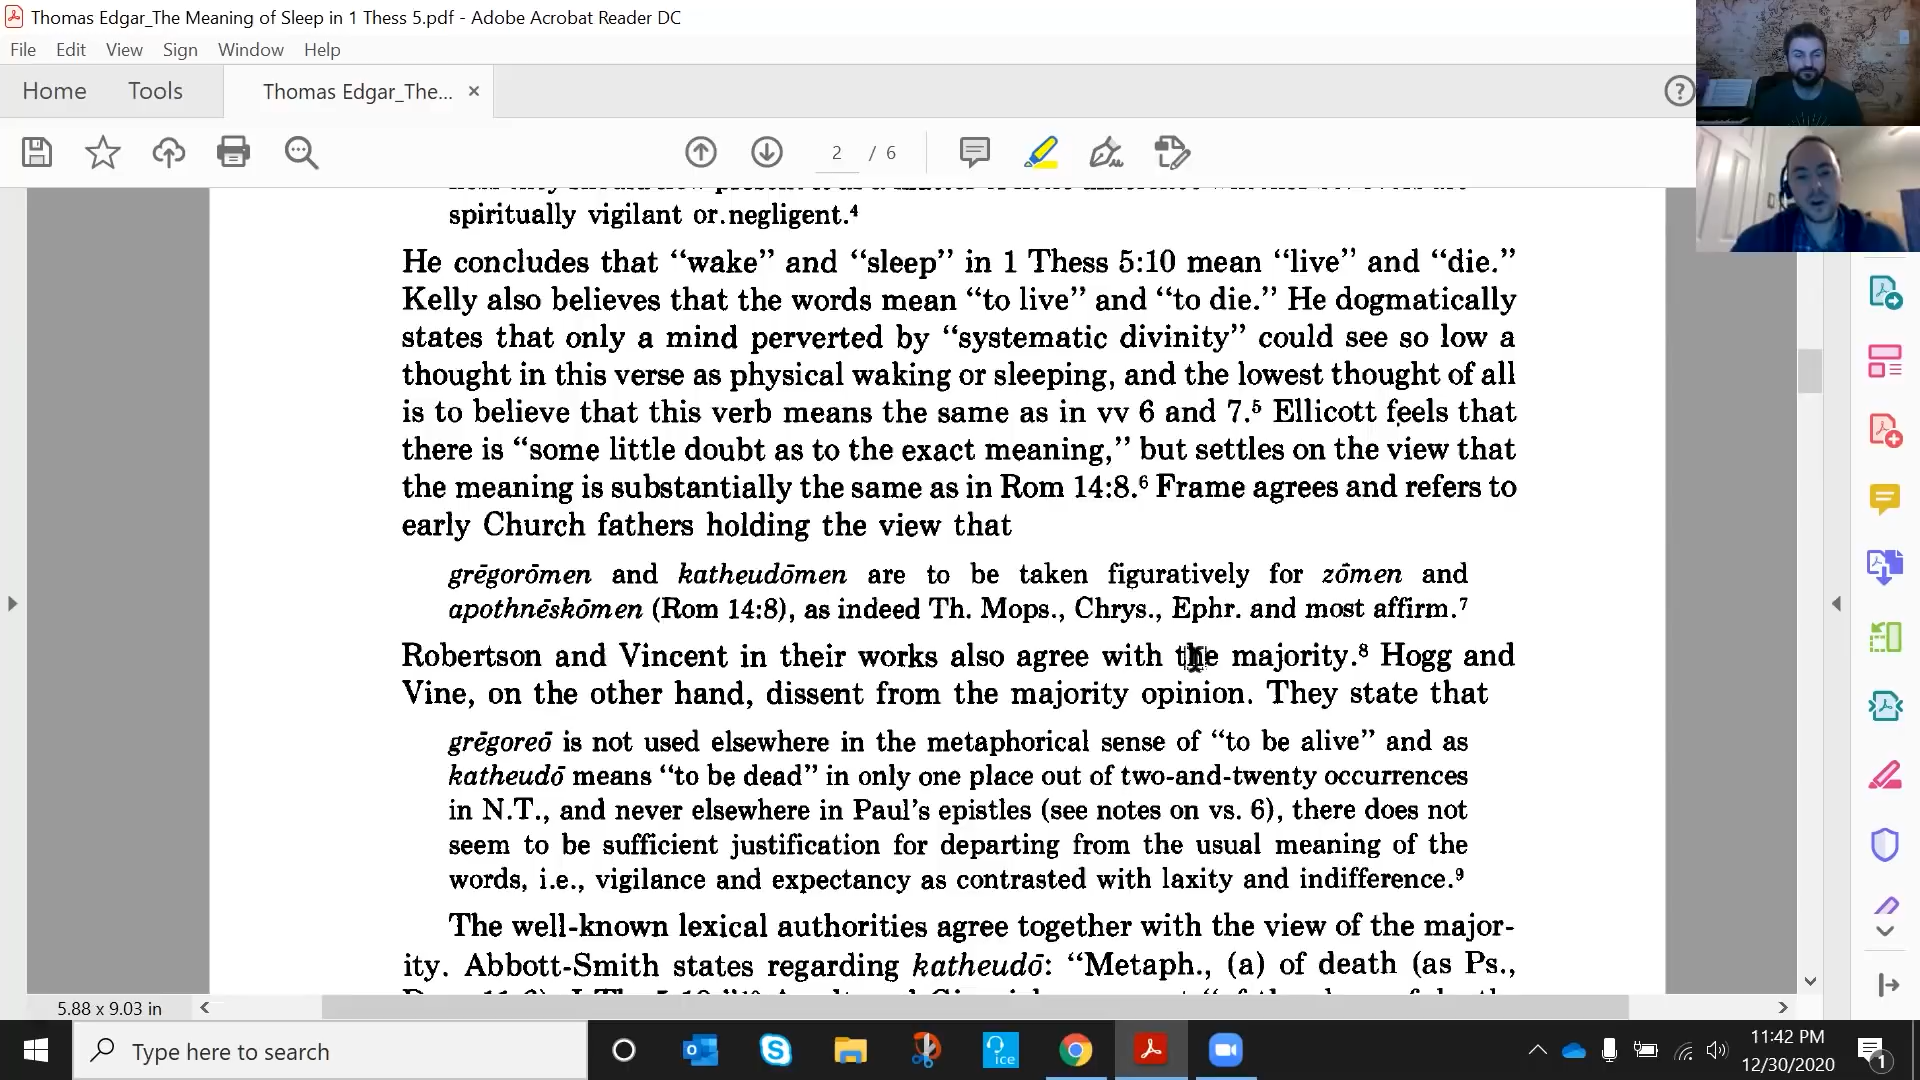 Thomas Edgar_The Meaning of Sleep in 1 Thess 5.pdf - Adobe Acrobat Reader DC
File Edit View Sign Window Help
Home Tools Thomas Edgar_The... ×
2 / 6
spiritually vigilant or negligent.⁴
He concludes that “wake” and “sleep” in 1 Thess 5:10 mean “live” and “die.”
Kelly also believes that the words mean “to live” and “to die.” He dogmatically
states that only a mind perverted by “systematic divinity” could see so low a
thought in this verse as physical waking or sleeping, and the lowest thought of all
is to believe that this verb means the same as in vv 6 and 7.⁵ Ellicott feels that
there is “some little doubt as to the exact meaning,” but settles on the view that
the meaning is substantially the same as in Rom 14:8.⁶ Frame agrees and refers to
early Church fathers holding the view that
grēgorōmen and katheudōmen are to be taken figuratively for zōmen and
apothnēskōmen (Rom 14:8), as indeed Th. Mops., Chrys., Ephr. and most affirm.⁷
Robertson and Vincent in their works also agree with the majority.⁸ Hogg and
Vine, on the other hand, dissent from the majority opinion. They state that
grēgoreō is not used elsewhere in the metaphorical sense of “to be alive” and as
katheudō means “to be dead” in only one place out of two-and-twenty occurrences
in N.T., and never elsewhere in Paul’s epistles (see notes on vs. 6), there does not
seem to be sufficient justification for departing from the usual meaning of the
words, i.e., vigilance and expectancy as contrasted with laxity and indifference.⁹
The well-known lexical authorities agree together with the view of the major-
ity. Abbott-Smith states regarding katheudō: “Metaph., (a) of death (as Ps.,
5.88 x 9.03 in
Type here to search
ice
11:42 PM
12/30/2020
1